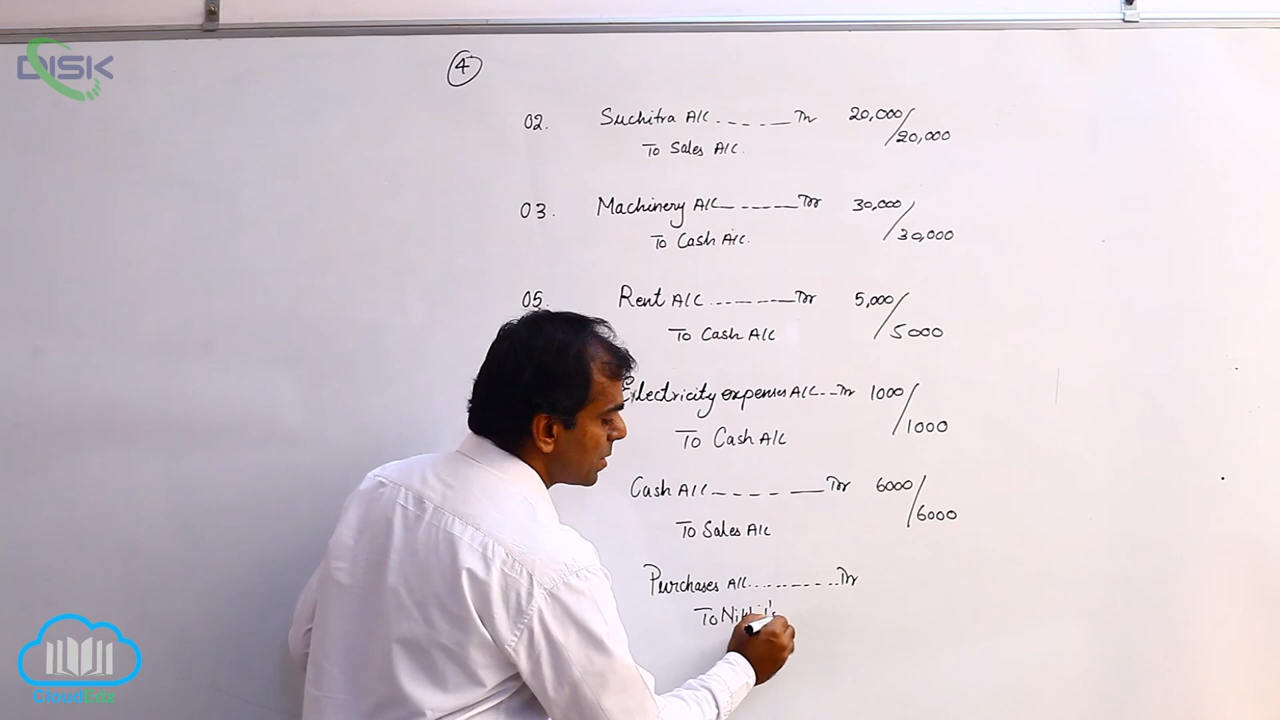 DISK
4
02. Suchitra A/C ------- Dr 20,000/
To Sales A/C. /20,000
03. Machinery A/C ------- Dr 30,000/
To Cash A/C. /30,000
05. Rent A/C ------- Dr 5,000/
To Cash A/C /5000
Electricity expenses A/C --- Dr 1000/
To Cash A/C /1000
Cash A/C ------- Dr 6000/
To Sales A/C /6000
Purchases A/C .......... Dr
To
CloudEdz